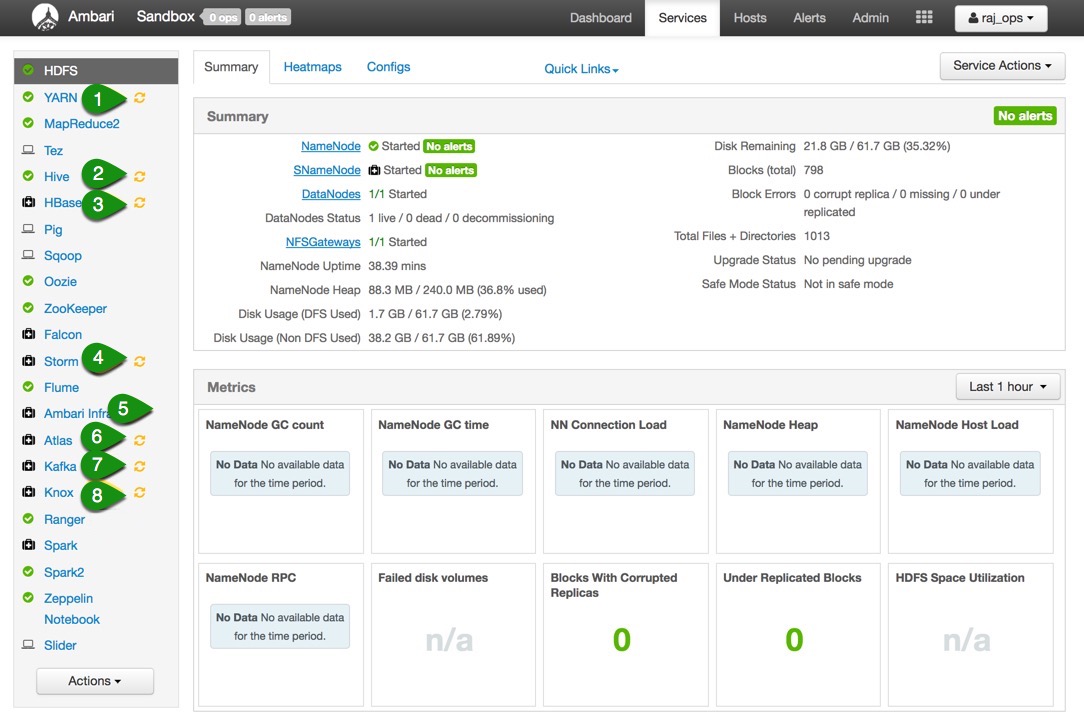 Ambari Sandbox 0 ops 0 alerts Dashboard Services Hosts Alerts Admin raj_ops
HDFS
YARN 1
MapReduce2
Tez
Hive 2
HBase 3
Pig
Sqoop
Oozie
ZooKeeper
Falcon
Storm 4
Flume
Ambari Infra 5
Atlas 6
Kafka 7
Knox 8
Ranger
Spark
Spark2
Zeppelin
Notebook
Slider
Actions
Summary Heatmaps Configs Quick Links Service Actions
Summary No alerts
NameNode Started No alerts
SNameNode Started No alerts
DataNodes 1/1 Started
DataNodes Status 1 live / 0 dead / 0 decommissioning
NFSGateways 1/1 Started
NameNode Uptime 38.39 mins
NameNode Heap 88.3 MB / 240.0 MB (36.8% used)
Disk Usage (DFS Used) 1.7 GB / 61.7 GB (2.79%)
Disk Usage (Non DFS Used) 38.2 GB / 61.7 GB (61.89%)
Disk Remaining 21.8 GB / 61.7 GB (35.32%)
Blocks (total) 798
Block Errors 0 corrupt replica / 0 missing / 0 under
replicated
Total Files + Directories 1013
Upgrade Status No pending upgrade
Safe Mode Status Not in safe mode
Metrics Last 1 hour
NameNode GC count
No Data No available data
for the time period.
NameNode GC time
No Data No available data
for the time period.
NN Connection Load
No Data No available data
for the time period.
NameNode Heap
No Data No available data
for the time period.
NameNode Host Load
No Data No available data
for the time period.
NameNode RPC
No Data No available data
for the time period.
Failed disk volumes
n/a
Blocks With Corrupted
Replicas
0
Under Replicated Blocks
0
HDFS Space Utilization
n/a